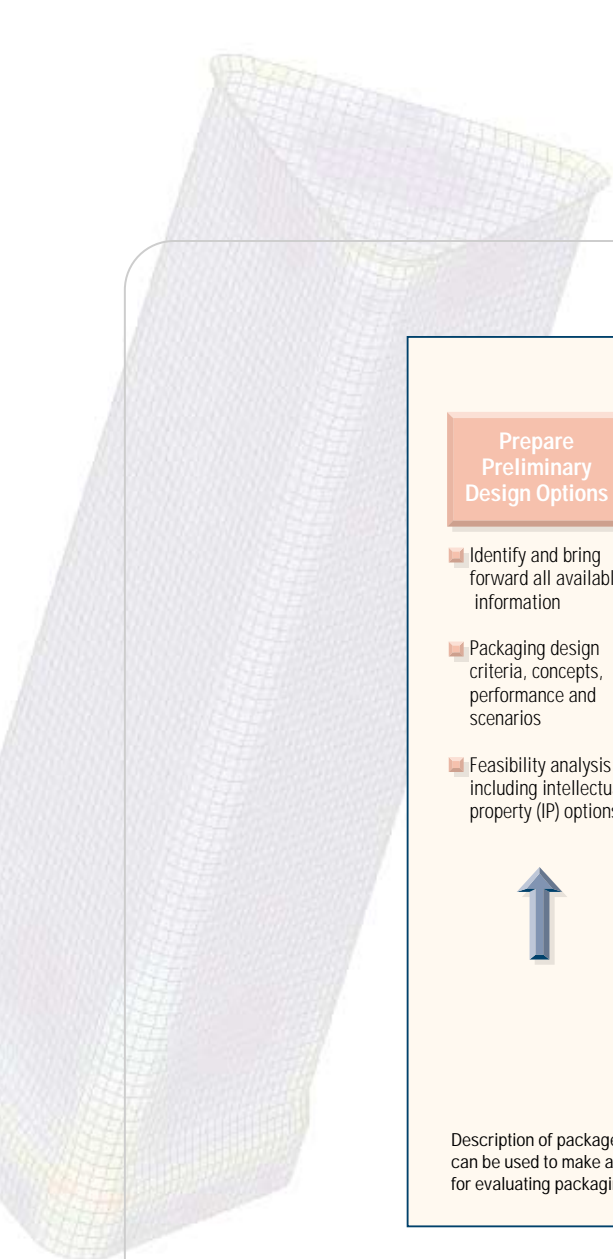 Prepare
Preliminary
Design Options
Identify and bring
forward all availabl
information
Packaging design
criteria, concepts,
performance and
scenarios
Feasibility analysis
including intellectu
property (IP) option
Description of package
can be used to make a
for evaluating packagi